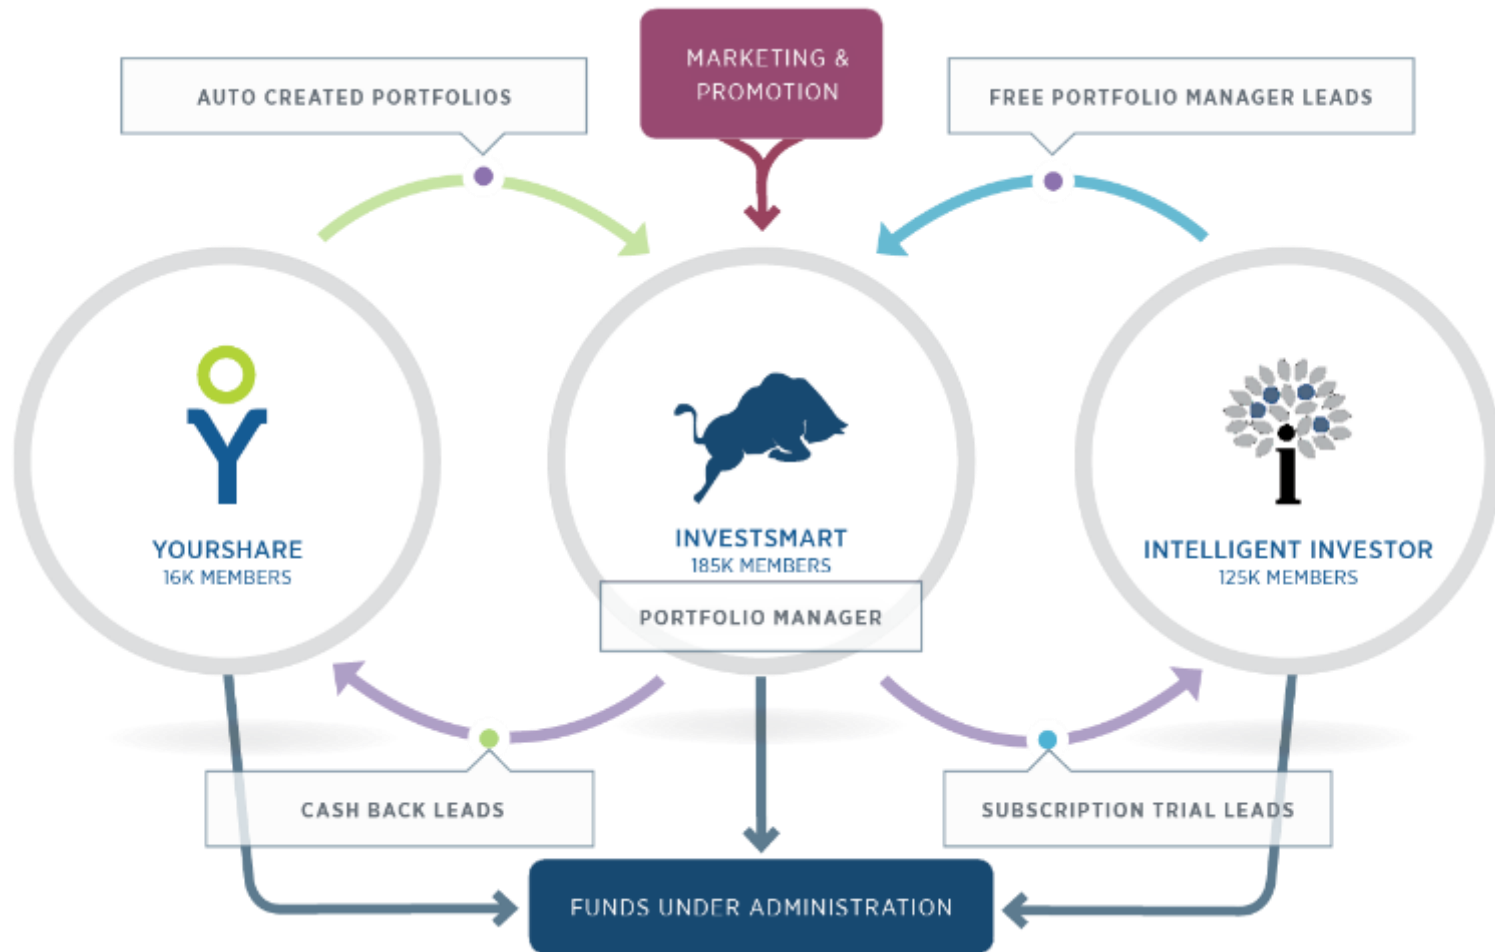 MARKETING &
PROMOTION
AUTO CREATED PORTFOLIOS
FREE PORTFOLIO MANAGER LEADS
YOURSHARE
16K MEMBERS
INVESTSMART
185K MEMBERS
PORTFOLIO MANAGER
INTELLIGENT INVESTOR
125K MEMBERS
CASH BACK LEADS
SUBSCRIPTION TRIAL LEADS
FUNDS UNDER ADMINISTRATION